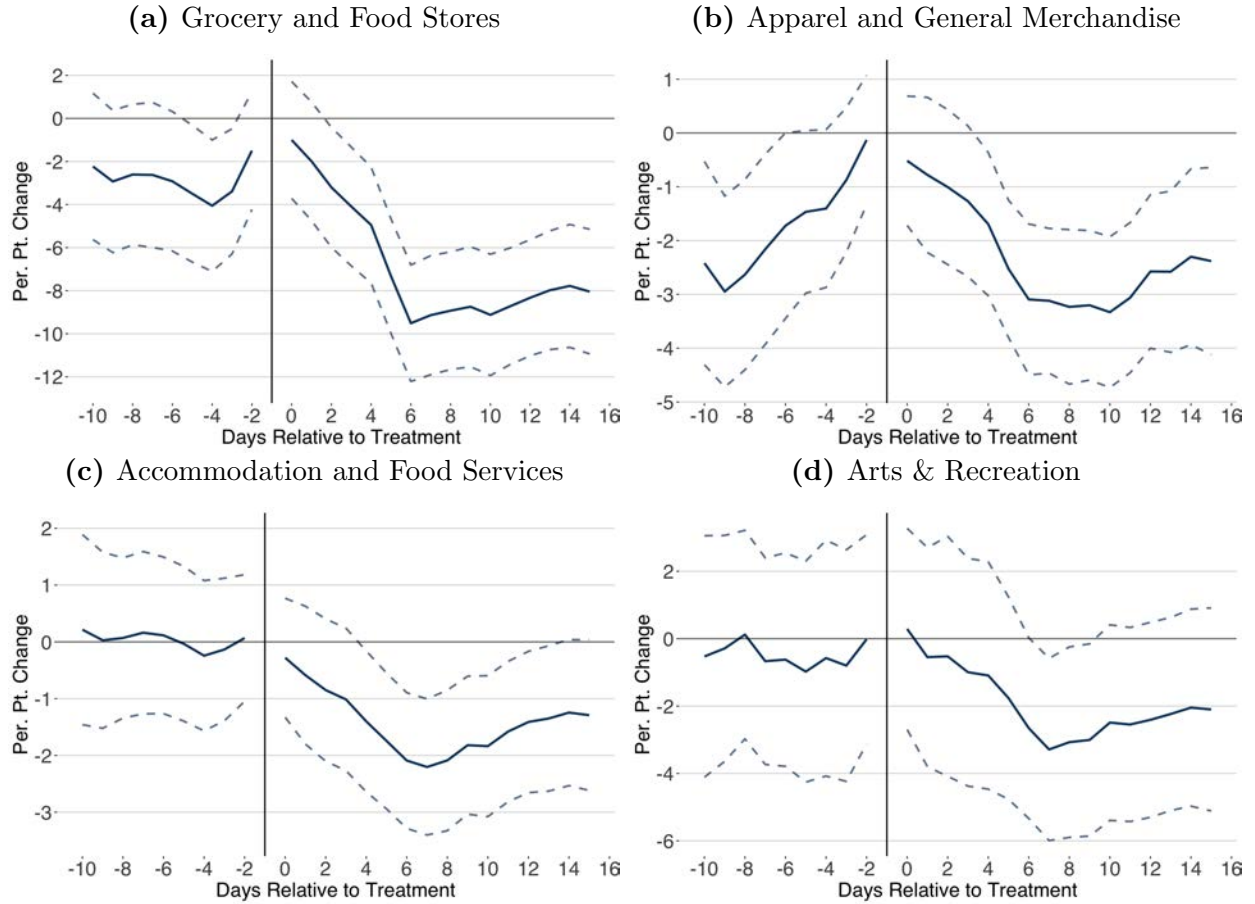 (a) Grocery and Food Stores
Per. Pt. Change
2
0
-2
-4
-6
-8
-10
-12
-10 -8 -6 -4 -2 0 2 4 6 8 10 12 14 16
Days Relative to Treatment
(b) Apparel and General Merchandise
Per. Pt. Change
1
0
-1
-2
-3
-4
-5
-10 -8 -6 -4 -2 0 2 4 6 8 10 12 14 16
Days Relative to Treatment
(c) Accommodation and Food Services
Per. Pt. Change
2
1
0
-1
-2
-3
-10 -8 -6 -4 -2 0 2 4 6 8 10 12 14 16
Days Relative to Treatment
(d) Arts & Recreation
Per. Pt. Change
2
0
-2
-4
-6
-10 -8 -6 -4 -2 0 2 4 6 8 10 12 14 16
Days Relative to Treatment